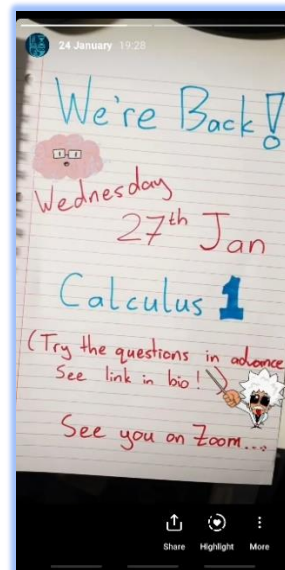 24 January 19:28
We're Back!
Wednesday
27th Jan
Calculus 1
(Try the questions in advance
See link in bio!)
See you on Zoom...
Share Highlight More